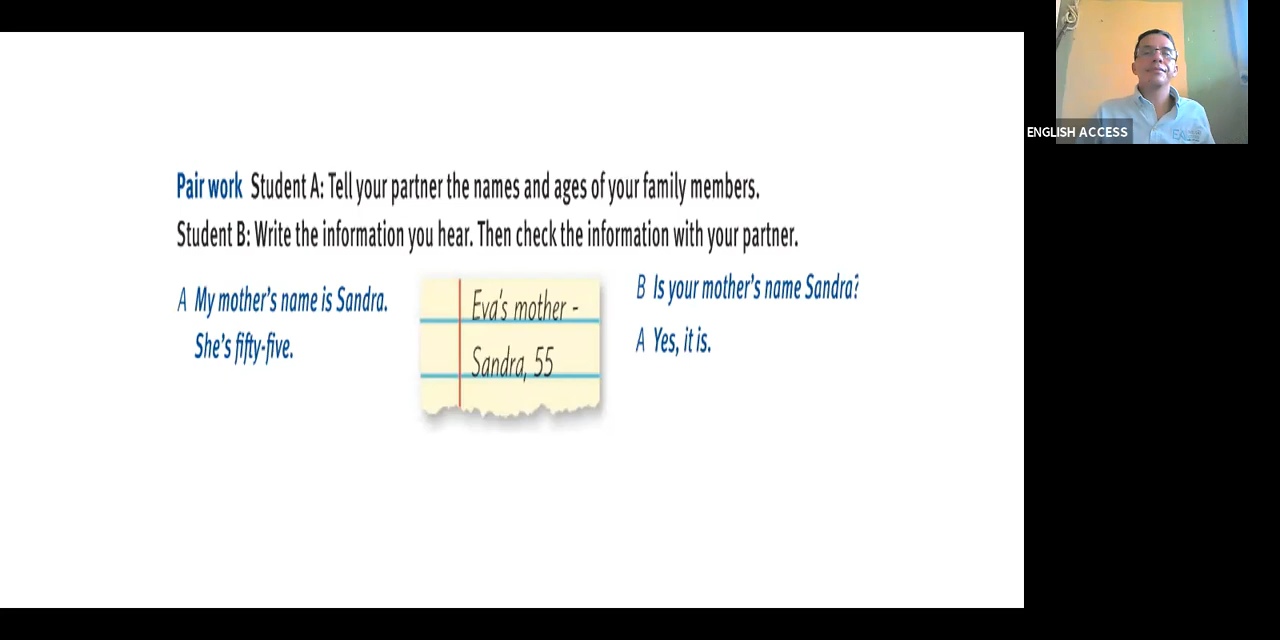 Pair work Student A: Tell your partner the names and ages of your family members.
Student B: Write the information you hear. Then check the information with your partner.
A My mother's name is Sandra.
She's fifty-five.
Eva's mother -
Sandra, 55
B Is your mother's name Sandra?
A Yes, it is.
ENGLISH ACCESS